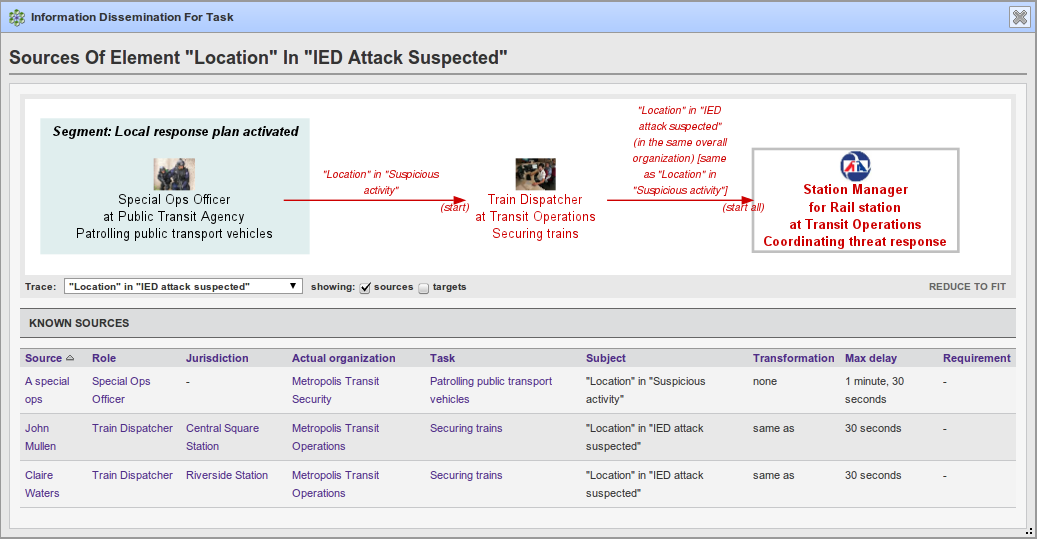 Information Dissemination For Task
Sources Of Element "Location" In "IED Attack Suspected"
Segment: Local response plan activated
Special Ops Officer
at Public Transit Agency
Patrolling public transport vehicles
"Location" in "Suspicious
activity"
(start)
Train Dispatcher
at Transit Operations
Securing trains
"Location" in "IED
attack suspected"
(in the same overall
organization) [same
as "Location" in
"Suspicious activity"]
(start all)
Station Manager
for Rail station
at Transit Operations
Coordinating threat response
Trace: "Location" in "IED attack suspected" showing: sources targets REDUCE TO FIT
KNOWN SOURCES
Source Role Jurisdiction Actual organization Task Subject Transformation Max delay Requirement
A special Special Ops - Metropolis Transit Patrolling public transport "Location" in "Suspicious none 1 minute, 30 -
ops Officer Security vehicles activity" seconds
John Train Dispatcher Central Square Metropolis Transit Securing trains "Location" in "IED attack same as 30 seconds -
Mullen Station Operations suspected"
Claire Train Dispatcher Riverside Station Metropolis Transit Securing trains "Location" in "IED attack same as 30 seconds -
Waters Operations suspected"